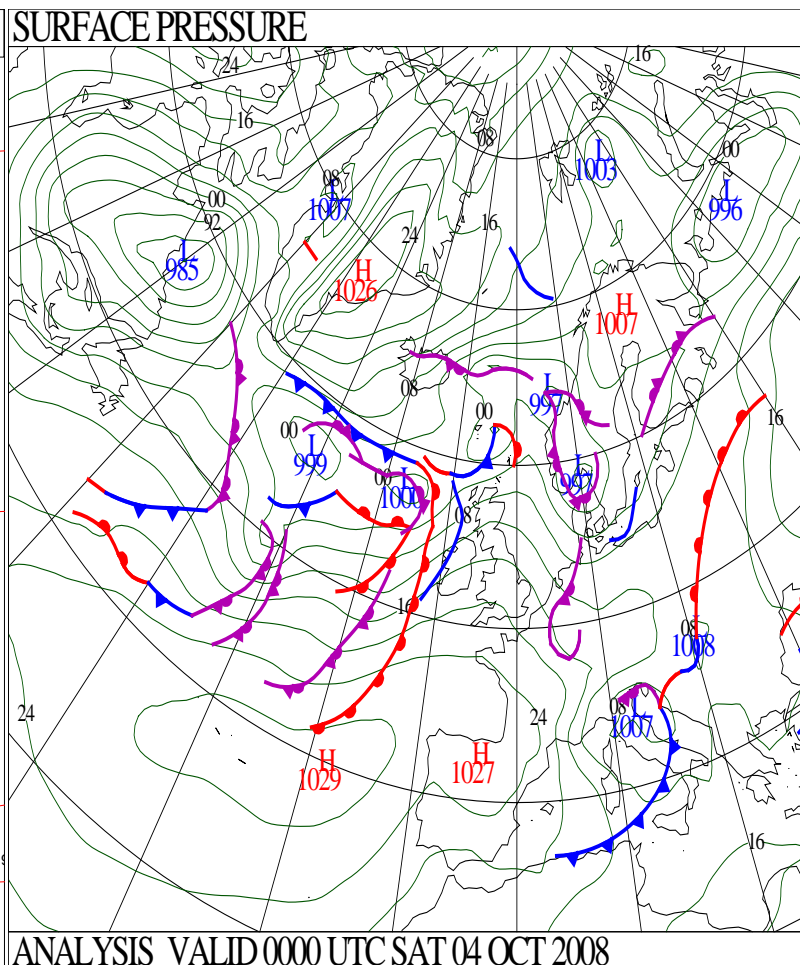 SURFACE PRESSURE
16
24
16
08
00
L
1003
08
L
1007
L
996
00
92
16
24
L
985
H
1026
H
1007
08
L
997
00
16
00
L
999
L
997
00
L
1000
08
16
08
L
1008
24
08
L
1007
24
H
1029
H
1027
16
ANALYSIS VALID 0000 UTC SAT 04 OCT 2008